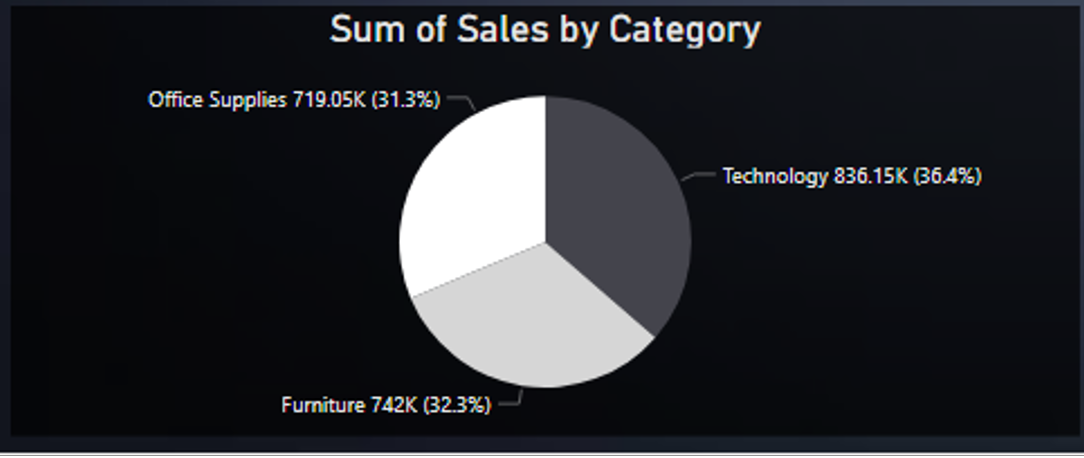 Sum of Sales by Category
Office Supplies 719.05K (31.3%)
Technology 836.15K (36.4%)
Furniture 742K (32.3%)